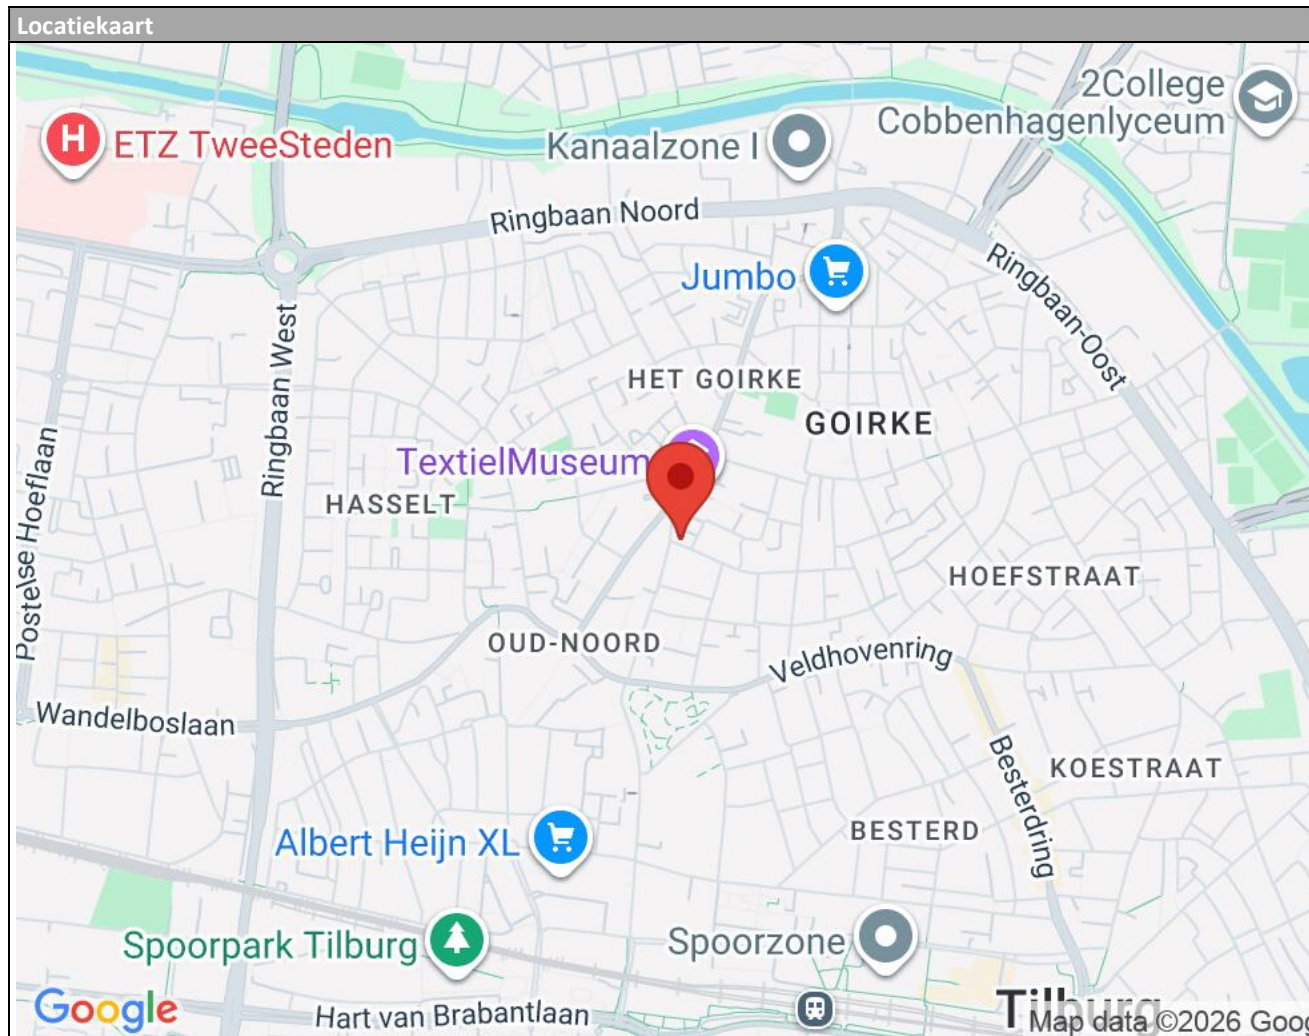 Locatiekaart
2College
Cobbenhagenlyceum
H
ETZ TweeSteden
Kanaalzone I
Ringbaan Noord
Ringbaan-Oost
Jumbo
Ringbaan West
HET GOIRKE
GOIRKE
TextielMuseum
HASSELT
Postelse Hoeflaan
HOEFSTRAAT
OUD-NOORD
Veldhovenring
Wandelboslaan
Besterdring
KOESTRAAT
BESTERD
Albert Heijn XL
Spoorpark Tilburg
Spoorzone
Google
Hart van Brabantlaan
Tilburg
Map data ©2026 Goo